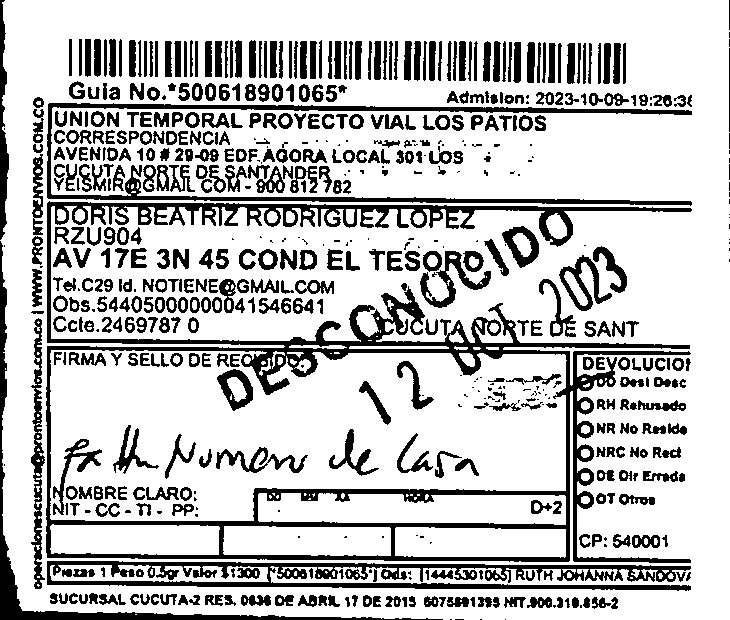 Guia No.*500618901065*
Admision: 2023-10-09-19:26:38
UNION TEMPORAL PROYECTO VIAL LOS PATIOS
CORRESPONDENCIA
AVENIDA 10 # 29-09 EDF AGORA LOCAL 301 LOS
CUCUTA NORTE DE SANTANDER
YEISMIR@GMAIL COM - 900 812 782
DORIS BEATRIZ RODRIGUEZ LOPEZ
RZU904
AV 17E 3N 45 COND EL TESORO
Tel.C29 Id. NOTIENE@GMAIL.COM
Obs.54405000000041546641
Ccte.2469787 0
CUCUTA NORTE DE SANT
DESCONOCIDO
12 OCT 2023
FIRMA Y SELLO DE RECIBIDO:
Falta Numero de Casa
NOMBRE CLARO:
NIT - CC - TI - PP:
DD MM AA HORA
D+2
DEVOLUCION
DD Desi Desc
RH Rehusado
NR No Reside
NRC No Recl
DE Dir Errada
OT Otros
CP: 540001
Piezas 1 Peso 0.5gr Valor $1300 [*500618901065*] Ods: [14445301065] RUTH JOHANNA SANDOVA
SUCURSAL CUCUTA-2 RES. 0636 DE ABRIL 17 DE 2015 6075891395 NIT.900.310.856-2
operacionescucuta@prontoenvios.com.co | WWW.PRONTOENVIOS.COM.CO